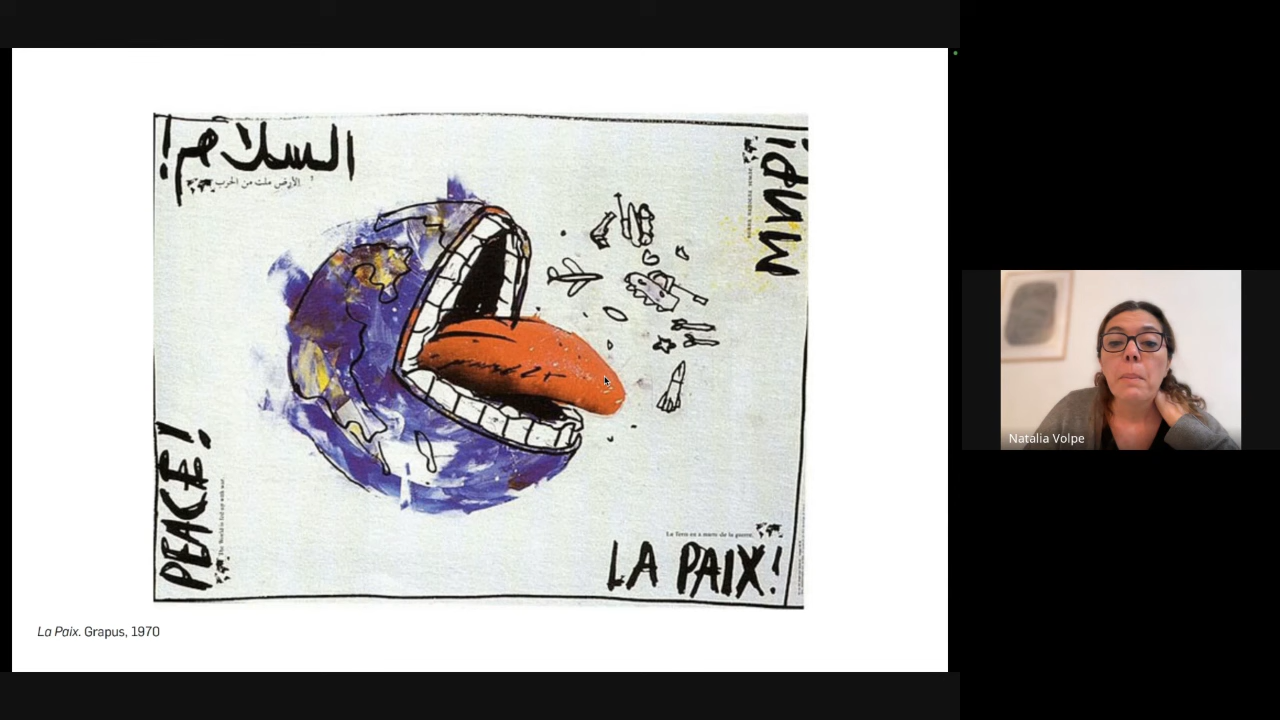 السلام!
الأرض ملت من الحرب
мир!
PEACE!
The World is fed up with war.
La Terre en a marre de la guerre.
LA PAIX!
La Paix. Grapus, 1970
Natalia Volpe